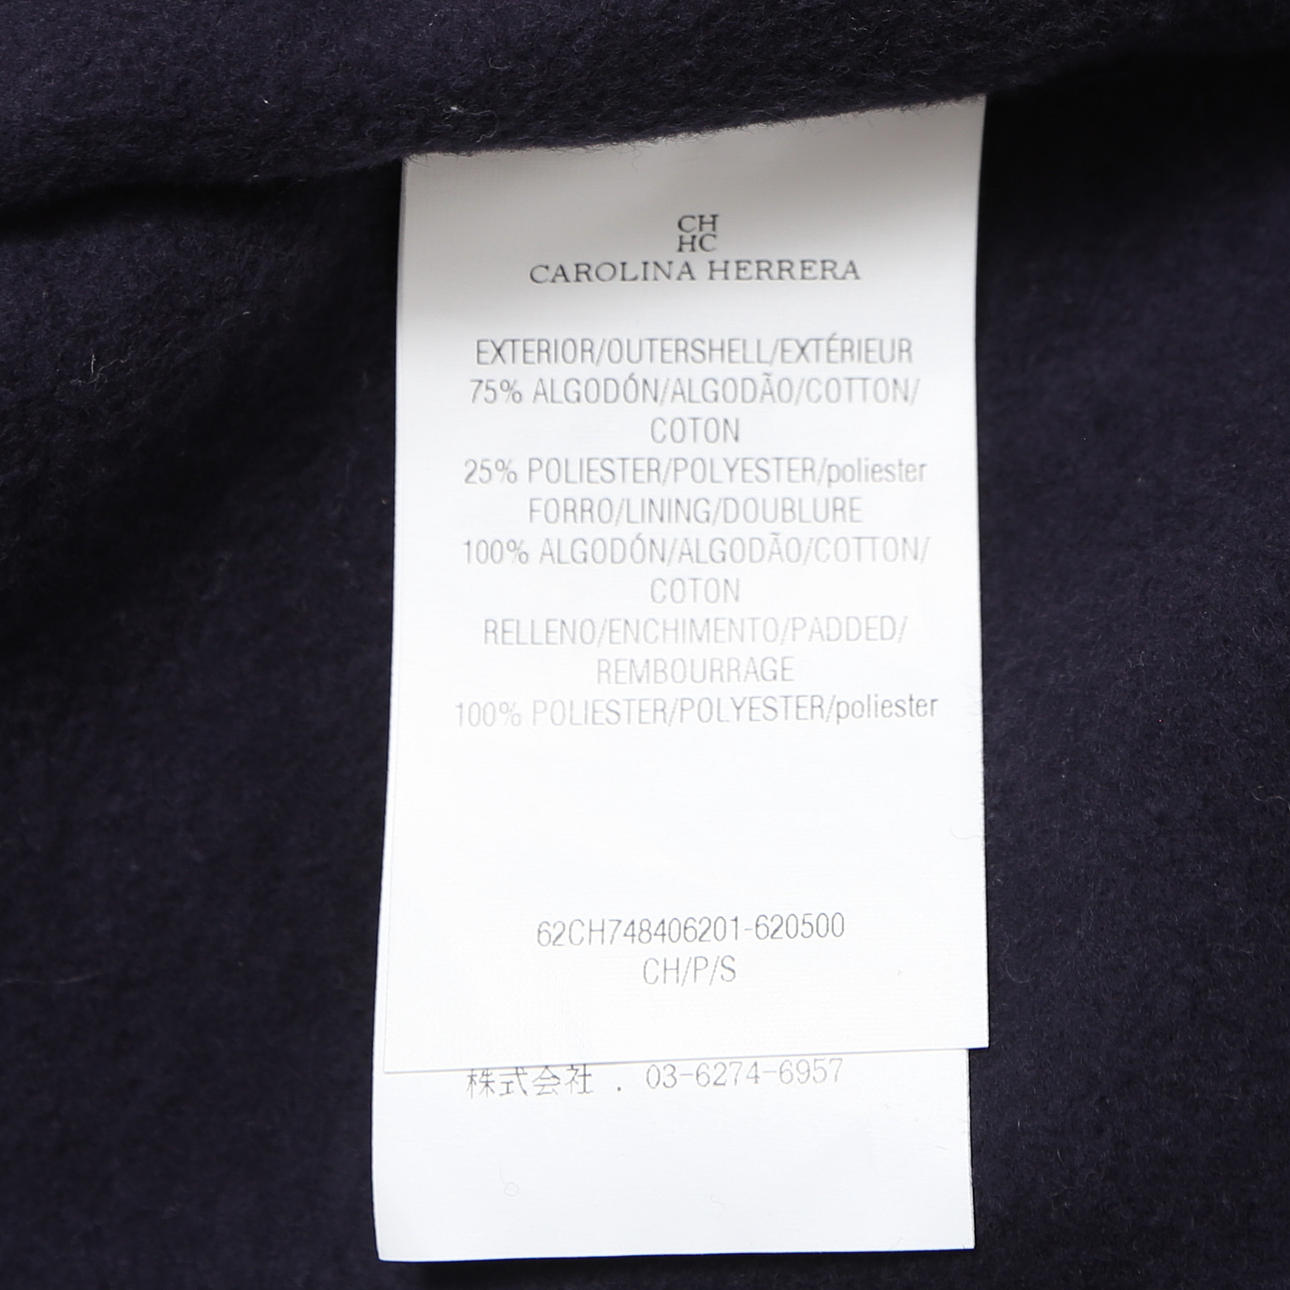 CH
HC
CAROLINA HERRERA
EXTERIOR/OUTERSHELL/EXTÉRIEUR
75% ALGODÓN/ALGODÃO/COTTON/
COTON
25% POLIESTER/POLYESTER/poliester
FORRO/LINING/DOUBLURE
100% ALGODÓN/ALGODÃO/COTTON/
COTON
RELLENO/ENCHIMENTO/PADDED/
REMBOURRAGE
100% POLIESTER/POLYESTER/poliester
62CH748406201-620500
CH/P/S
株式会社 . 03-6274-6957